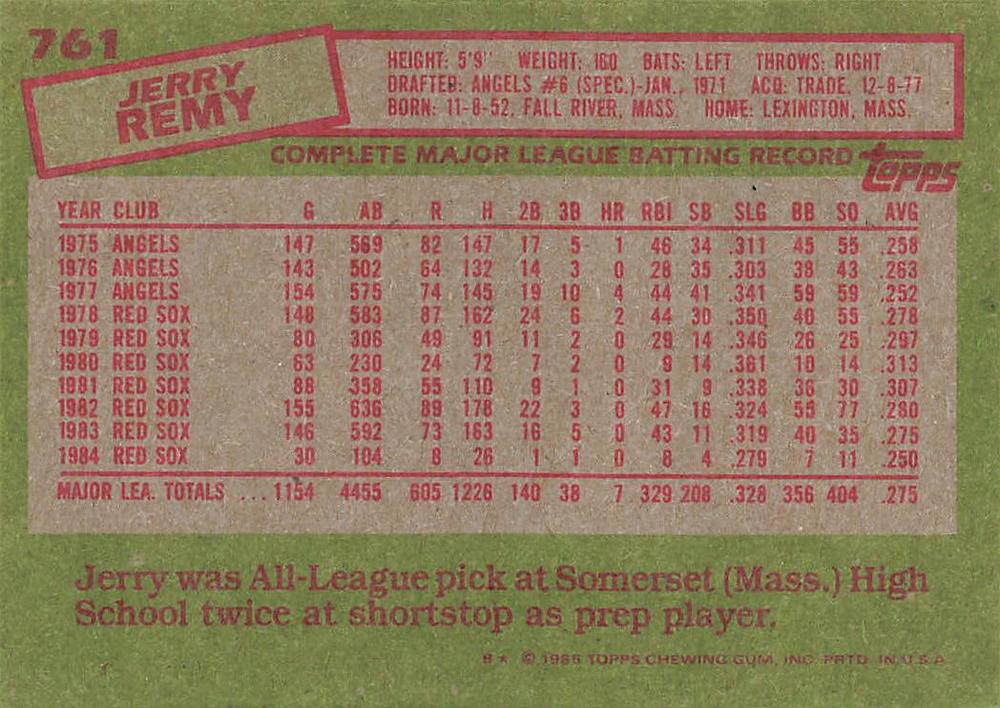 761
JERRY
REMY
HEIGHT: 5'9" WEIGHT: 160 BATS: LEFT THROWS: RIGHT
DRAFTED: ANGELS #6 (SPEC.)-JAN., 1971 ACQ: TRADE, 12-8-77
BORN: 11-8-52, FALL RIVER, MASS. HOME: LEXINGTON, MASS.
COMPLETE MAJOR LEAGUE BATTING RECORD topps
YEAR CLUB G AB R H 2B 3B HR RBI SB SLG BB SO AVG
1975 ANGELS 147 569 82 147 17 5 1 46 34 .311 45 55 .258
1976 ANGELS 143 502 64 132 14 3 0 28 35 .303 38 43 .263
1977 ANGELS 154 575 74 145 19 10 4 44 41 .341 59 59 .252
1978 RED SOX 148 583 87 162 24 6 2 44 30 .350 40 55 .278
1979 RED SOX 80 306 49 91 11 2 0 29 14 .346 26 25 .297
1980 RED SOX 63 230 24 72 7 2 0 9 14 .361 10 14 .313
1981 RED SOX 88 358 55 110 9 1 0 31 9 .338 36 30 .307
1982 RED SOX 155 636 89 178 22 3 0 47 16 .324 55 77 .280
1983 RED SOX 146 592 73 163 16 5 0 43 11 .319 40 35 .275
1984 RED SOX 30 104 8 26 1 1 0 8 4 .279 7 11 .250
MAJOR LEA. TOTALS ... 1154 4455 605 1226 140 38 7 329 208 .328 356 404 .275
Jerry was All-League pick at Somerset (Mass.) High
School twice at shortstop as prep player.
B* © 1985 TOPPS CHEWING GUM, INC. PRTD. IN U.S.A.